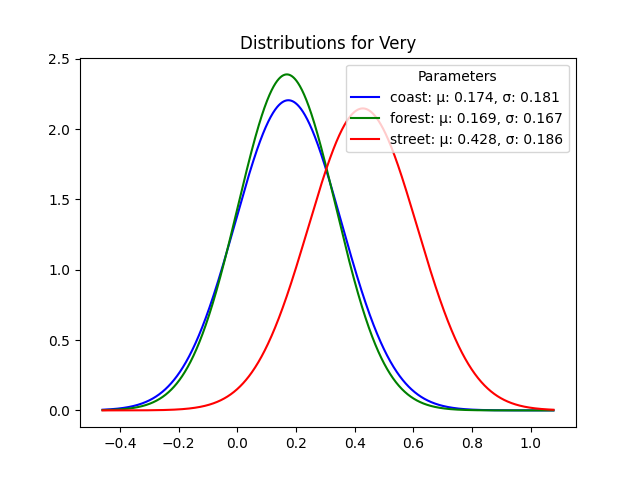 Distributions for Very
Parameters
coast: μ: 0.174, σ: 0.181
forest: μ: 0.169, σ: 0.167
street: μ: 0.428, σ: 0.186
2.5
2.0
1.5
1.0
0.5
0.0
−0.4 −0.2 0.0 0.2 0.4 0.6 0.8 1.0